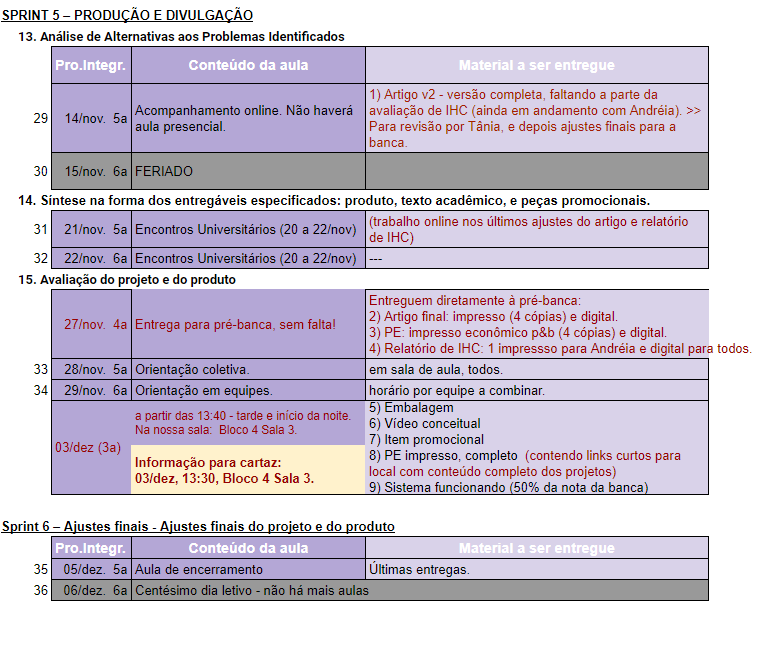 SPRINT 5 – PRODUÇÃO E DIVULGAÇÃO
13. Análise de Alternativas aos Problemas Identificados
Pro.Integr. Conteúdo da aula Material a ser entregue
29 14/nov. 5a Acompanhamento online. Não haverá
aula presencial.
1) Artigo v2 - versão completa, faltando a parte da
avaliação de IHC (ainda em andamento com Andréia). >>
Para revisão por Tânia, e depois ajustes finais para a
banca.
30 15/nov. 6a FERIADO
14. Síntese na forma dos entregáveis especificados: produto, texto acadêmico, e peças promocionais.
31 21/nov. 5a Encontros Universitários (20 a 22/nov)
(trabalho online nos últimos ajustes do artigo e relatório
de IHC)
32 22/nov. 6a Encontros Universitários (20 a 22/nov) ---
15. Avaliação do projeto e do produto
27/nov. 4a Entrega para pré-banca, sem falta!
Entreguem diretamente à pré-banca:
2) Artigo final: impresso (4 cópias) e digital.
3) PE: impresso econômico p&b (4 cópias) e digital.
4) Relatório de IHC: 1 impressso para Andréia e digital para todos.
33 28/nov. 5a Orientação coletiva. em sala de aula, todos.
34 29/nov. 6a Orientação em equipes. horário por equipe a combinar.
03/dez (3a)
a partir das 13:40 - tarde e início da noite.
Na nossa sala: Bloco 4 Sala 3.
Informação para cartaz:
03/dez, 13:30, Bloco 4 Sala 3.
5) Embalagem
6) Vídeo conceitual
7) Item promocional
8) PE impresso, completo (contendo links curtos para
local com conteúdo completo dos projetos)
9) Sistema funcionando (50% da nota da banca)
Sprint 6 – Ajustes finais - Ajustes finais do projeto e do produto
Pro.Integr. Conteúdo da aula Material a ser entregue
35 05/dez. 5a Aula de encerramento Últimas entregas.
36 06/dez. 6a Centésimo dia letivo - não há mais aulas